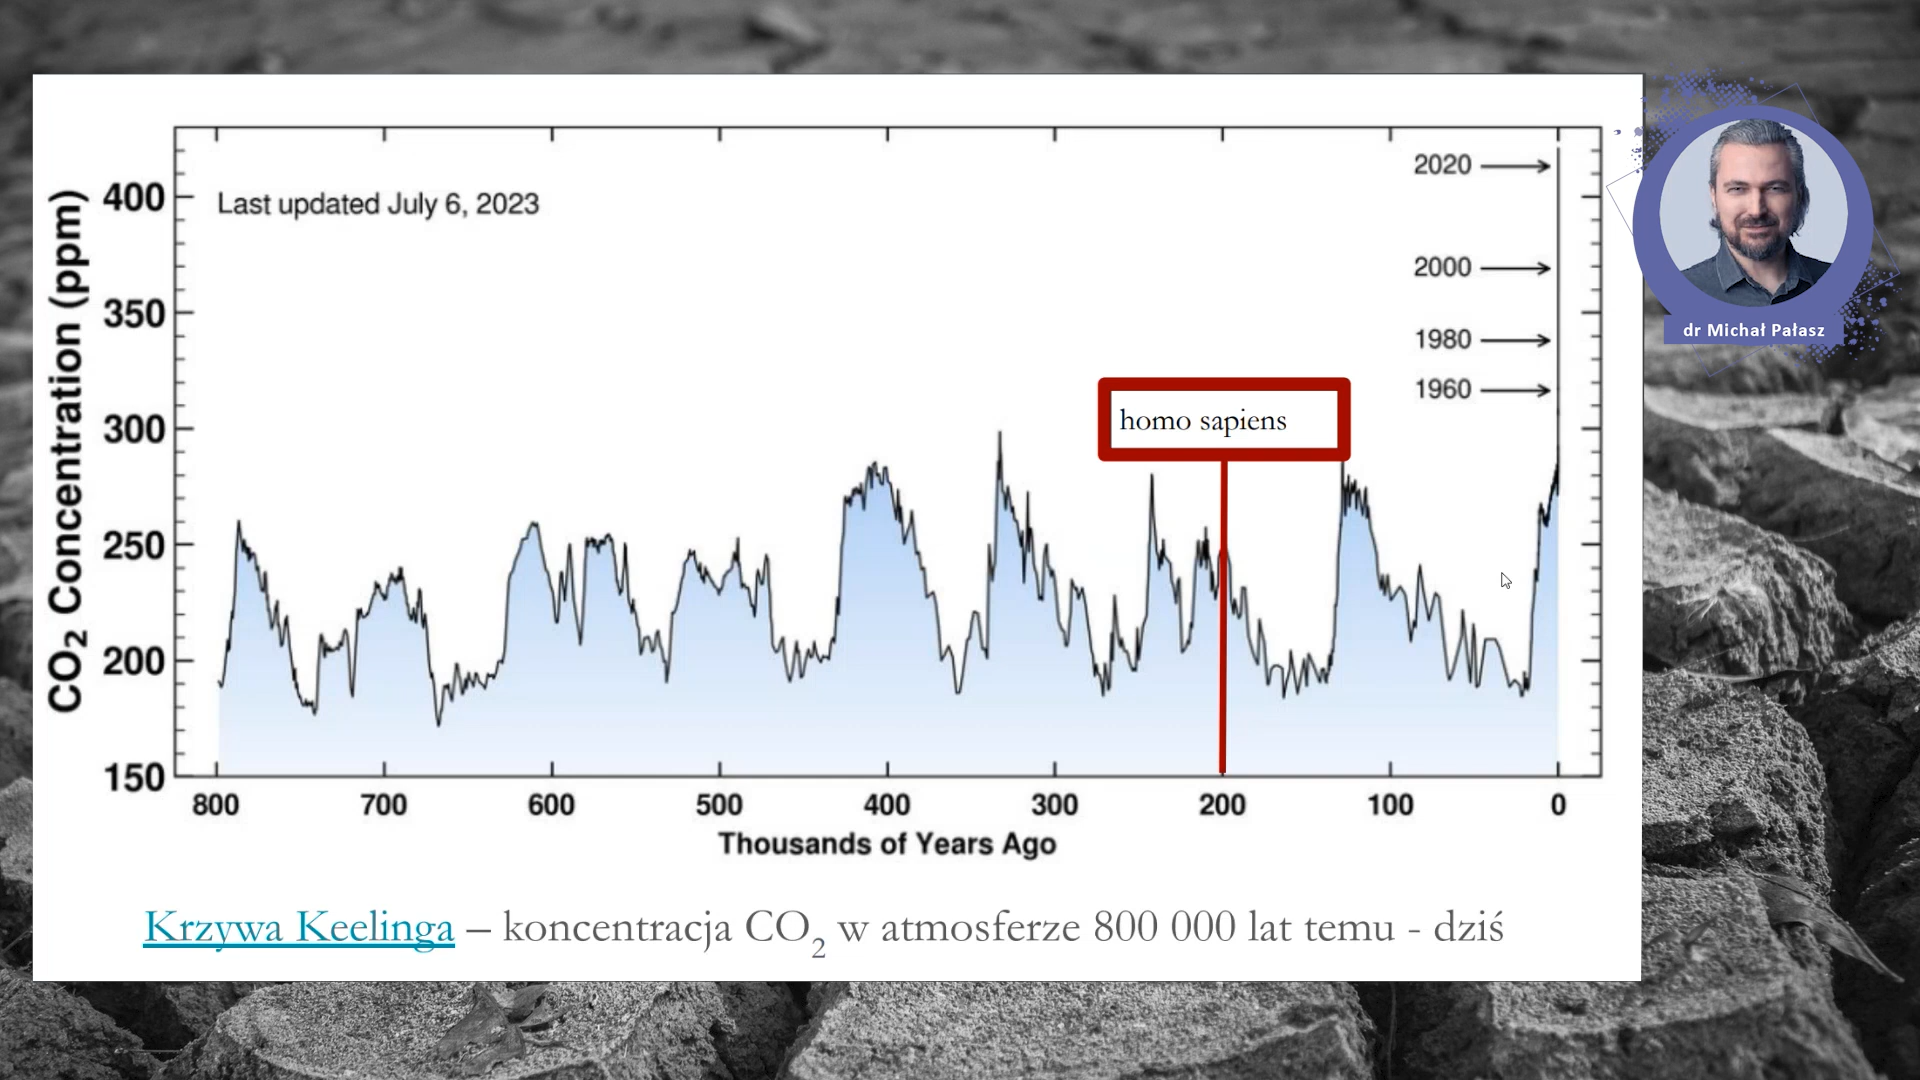 Last updated July 6, 2023
CO2 Concentration (ppm)
400
350
300
250
200
150
2020
2000
1980
1960
homo sapiens
800 700 600 500 400 300 200 100 0
Thousands of Years Ago
Krzywa Keelinga – koncentracja CO2 w atmosferze 800 000 lat temu - dziś
dr Michał Pałasz